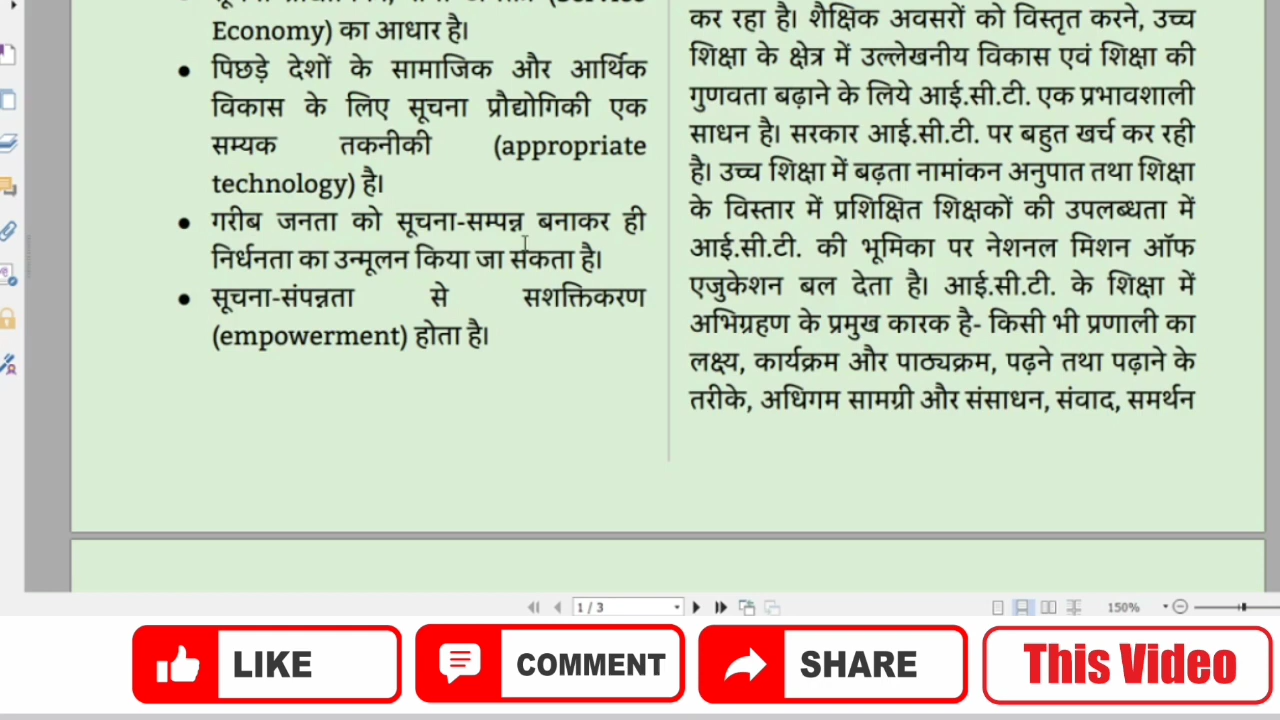 Economy) का आधार है।
पिछड़े देशों के सामाजिक और आर्थिक
विकास के लिए सूचना प्रौद्योगिकी एक
सम्यक तकनीकी (appropriate
technology) है।
गरीब जनता को सूचना-सम्पन्न बनाकर ही
निर्धनता का उन्मूलन किया जा सकता है।
सूचना-संपन्नता से सशक्तिकरण
(empowerment) होता है।
कर रहा है। शैक्षिक अवसरों को विस्तृत करने, उच्च
शिक्षा के क्षेत्र में उल्लेखनीय विकास एवं शिक्षा की
गुणवता बढ़ाने के लिये आई.सी.टी. एक प्रभावशाली
साधन है। सरकार आई.सी.टी. पर बहुत खर्च कर रही
है। उच्च शिक्षा में बढ़ता नामांकन अनुपात तथा शिक्षा
के विस्तार में प्रशिक्षित शिक्षकों की उपलब्धता में
आई.सी.टी. की भूमिका पर नेशनल मिशन ऑफ
एजुकेशन बल देता है। आई.सी.टी. के शिक्षा में
अभिग्रहण के प्रमुख कारक है- किसी भी प्रणाली का
लक्ष्य, कार्यक्रम और पाठ्यक्रम, पढ़ने तथा पढ़ाने के
तरीके, अधिगम सामग्री और संसाधन, संवाद, समर्थन
1 / 3
150%
LIKE
COMMENT
SHARE
This Video